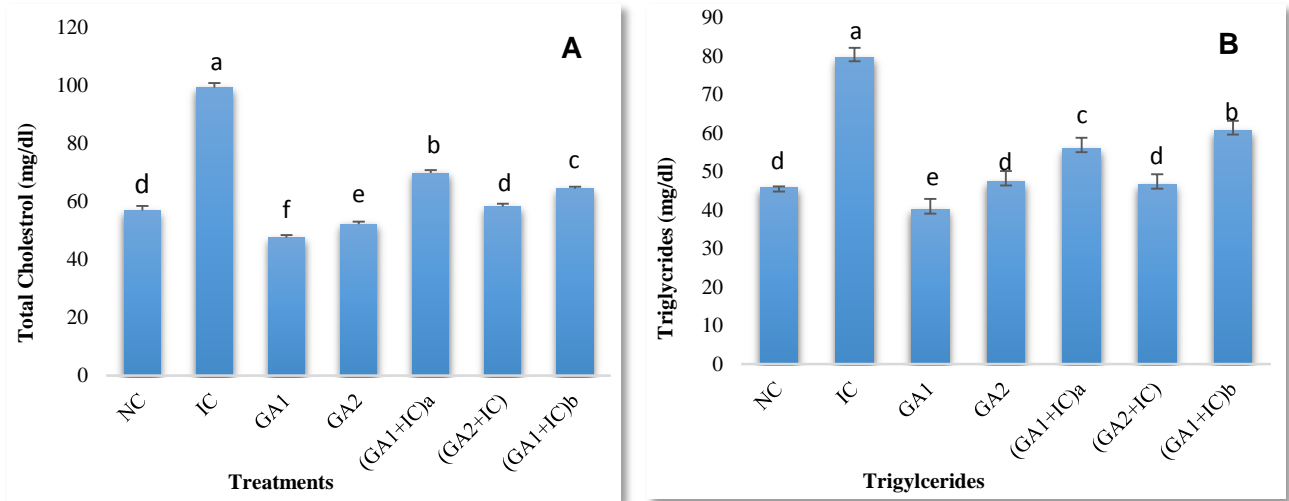 A
Total Cholestrol (mg/dl)
120
100
80
60
40
20
0
d
a
f
e
b
d
c
NC
IC
GA1
GA2
(GA1+IC)a
(GA2+IC)
(GA1+IC)b
Treatments
B
Triglycrides (mg/dl)
90
80
70
60
50
40
30
20
10
0
d
a
e
d
c
d
b
NC
IC
GA1
GA2
(GA1+IC)a
(GA2+IC)
(GA1+IC)b
Trigylcerides